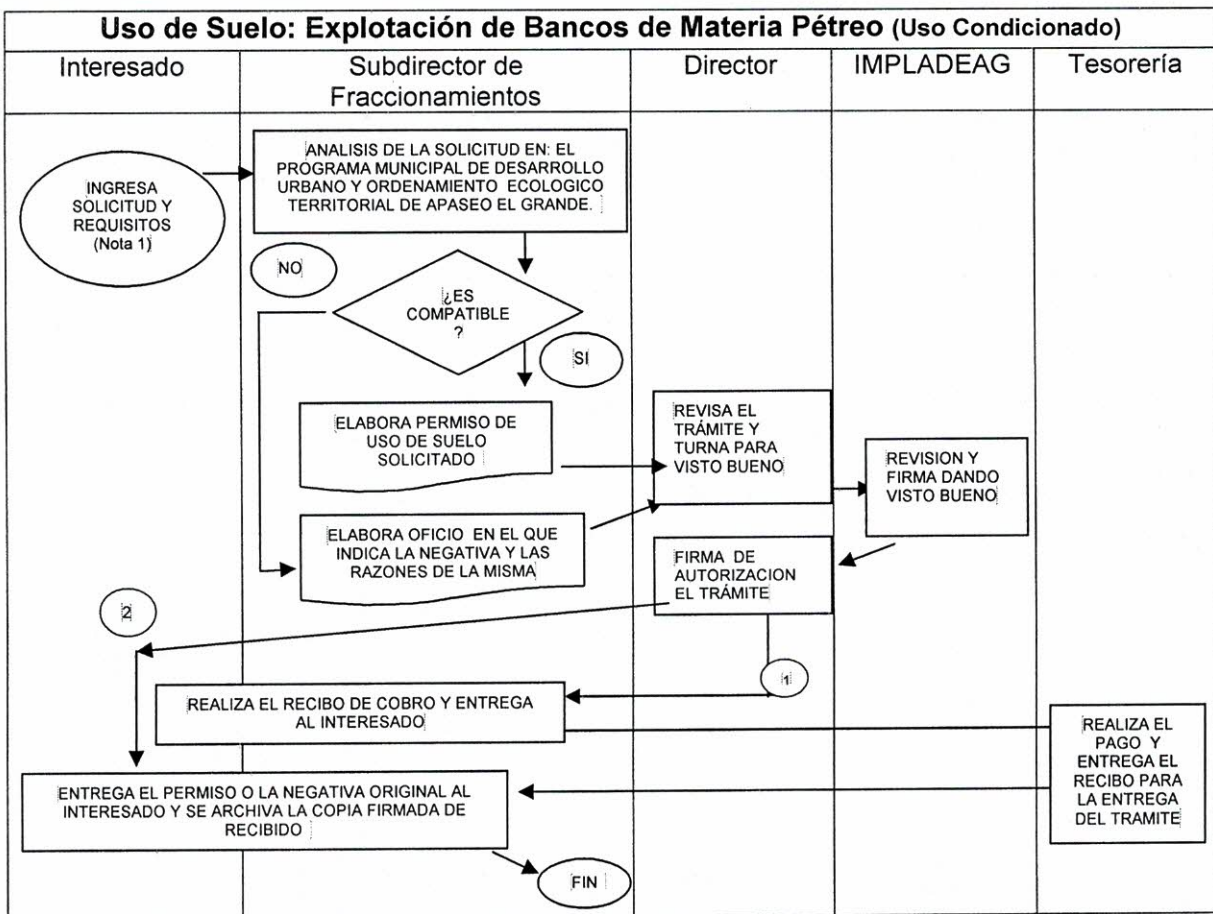 Uso de Suelo: Explotación de Bancos de Materia Pétreo (Uso Condicionado)
Interesado
Subdirector de
Fraccionamientos
Director
IMPLADEAG
Tesorería
INGRESA
SOLICITUD Y
REQUISITOS
(Nota 1)
ANALISIS DE LA SOLICITUD EN: EL
PROGRAMA MUNICIPAL DE DESARROLLO
URBANO Y ORDENAMIENTO ECOLOGICO
TERRITORIAL DE APASEO EL GRANDE.
NO
¿ES
COMPATIBLE
?
SI
ELABORA PERMISO DE
USO DE SUELO
SOLICITADO
REVISA EL
TRÁMITE Y
TURNA PARA
VISTO BUENO
REVISION Y
FIRMA DANDO
VISTO BUENO
ELABORA OFICIO EN EL QUE
INDICA LA NEGATIVA Y LAS
RAZONES DE LA MISMA
FIRMA DE
AUTORIZACION
EL TRÁMITE
2
1
REALIZA EL RECIBO DE COBRO Y ENTREGA
AL INTERESADO
REALIZA EL
PAGO Y
ENTREGA EL
RECIBO PARA
LA ENTREGA
DEL TRAMITE
ENTREGA EL PERMISO O LA NEGATIVA ORIGINAL AL
INTERESADO Y SE ARCHIVA LA COPIA FIRMADA DE
RECIBIDO
FIN